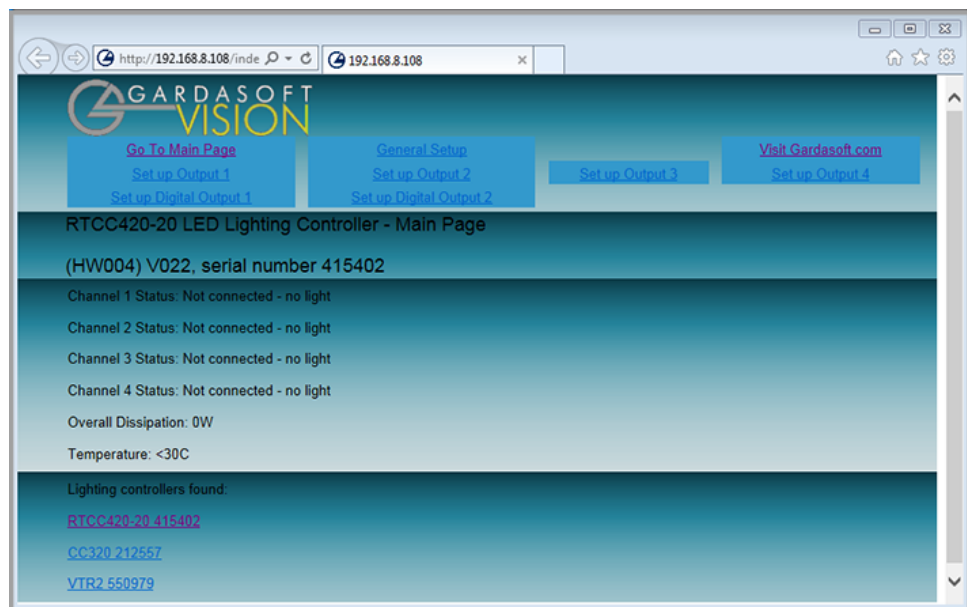 http://192.168.8.108/inde
192.168.8.108
GARDASOFT
VISION
Go To Main Page General Setup Visit Gardasoft.com
Set up Output 1 Set up Output 2 Set up Output 3 Set up Output 4
Set up Digital Output 1 Set up Digital Output 2
RTCC420-20 LED Lighting Controller - Main Page
(HW004) V022, serial number 415402
Channel 1 Status: Not connected - no light
Channel 2 Status: Not connected - no light
Channel 3 Status: Not connected - no light
Channel 4 Status: Not connected - no light
Overall Dissipation: 0W
Temperature: <30C
Lighting controllers found:
RTCC420-20 415402
CC320 212557
VTR2 550979